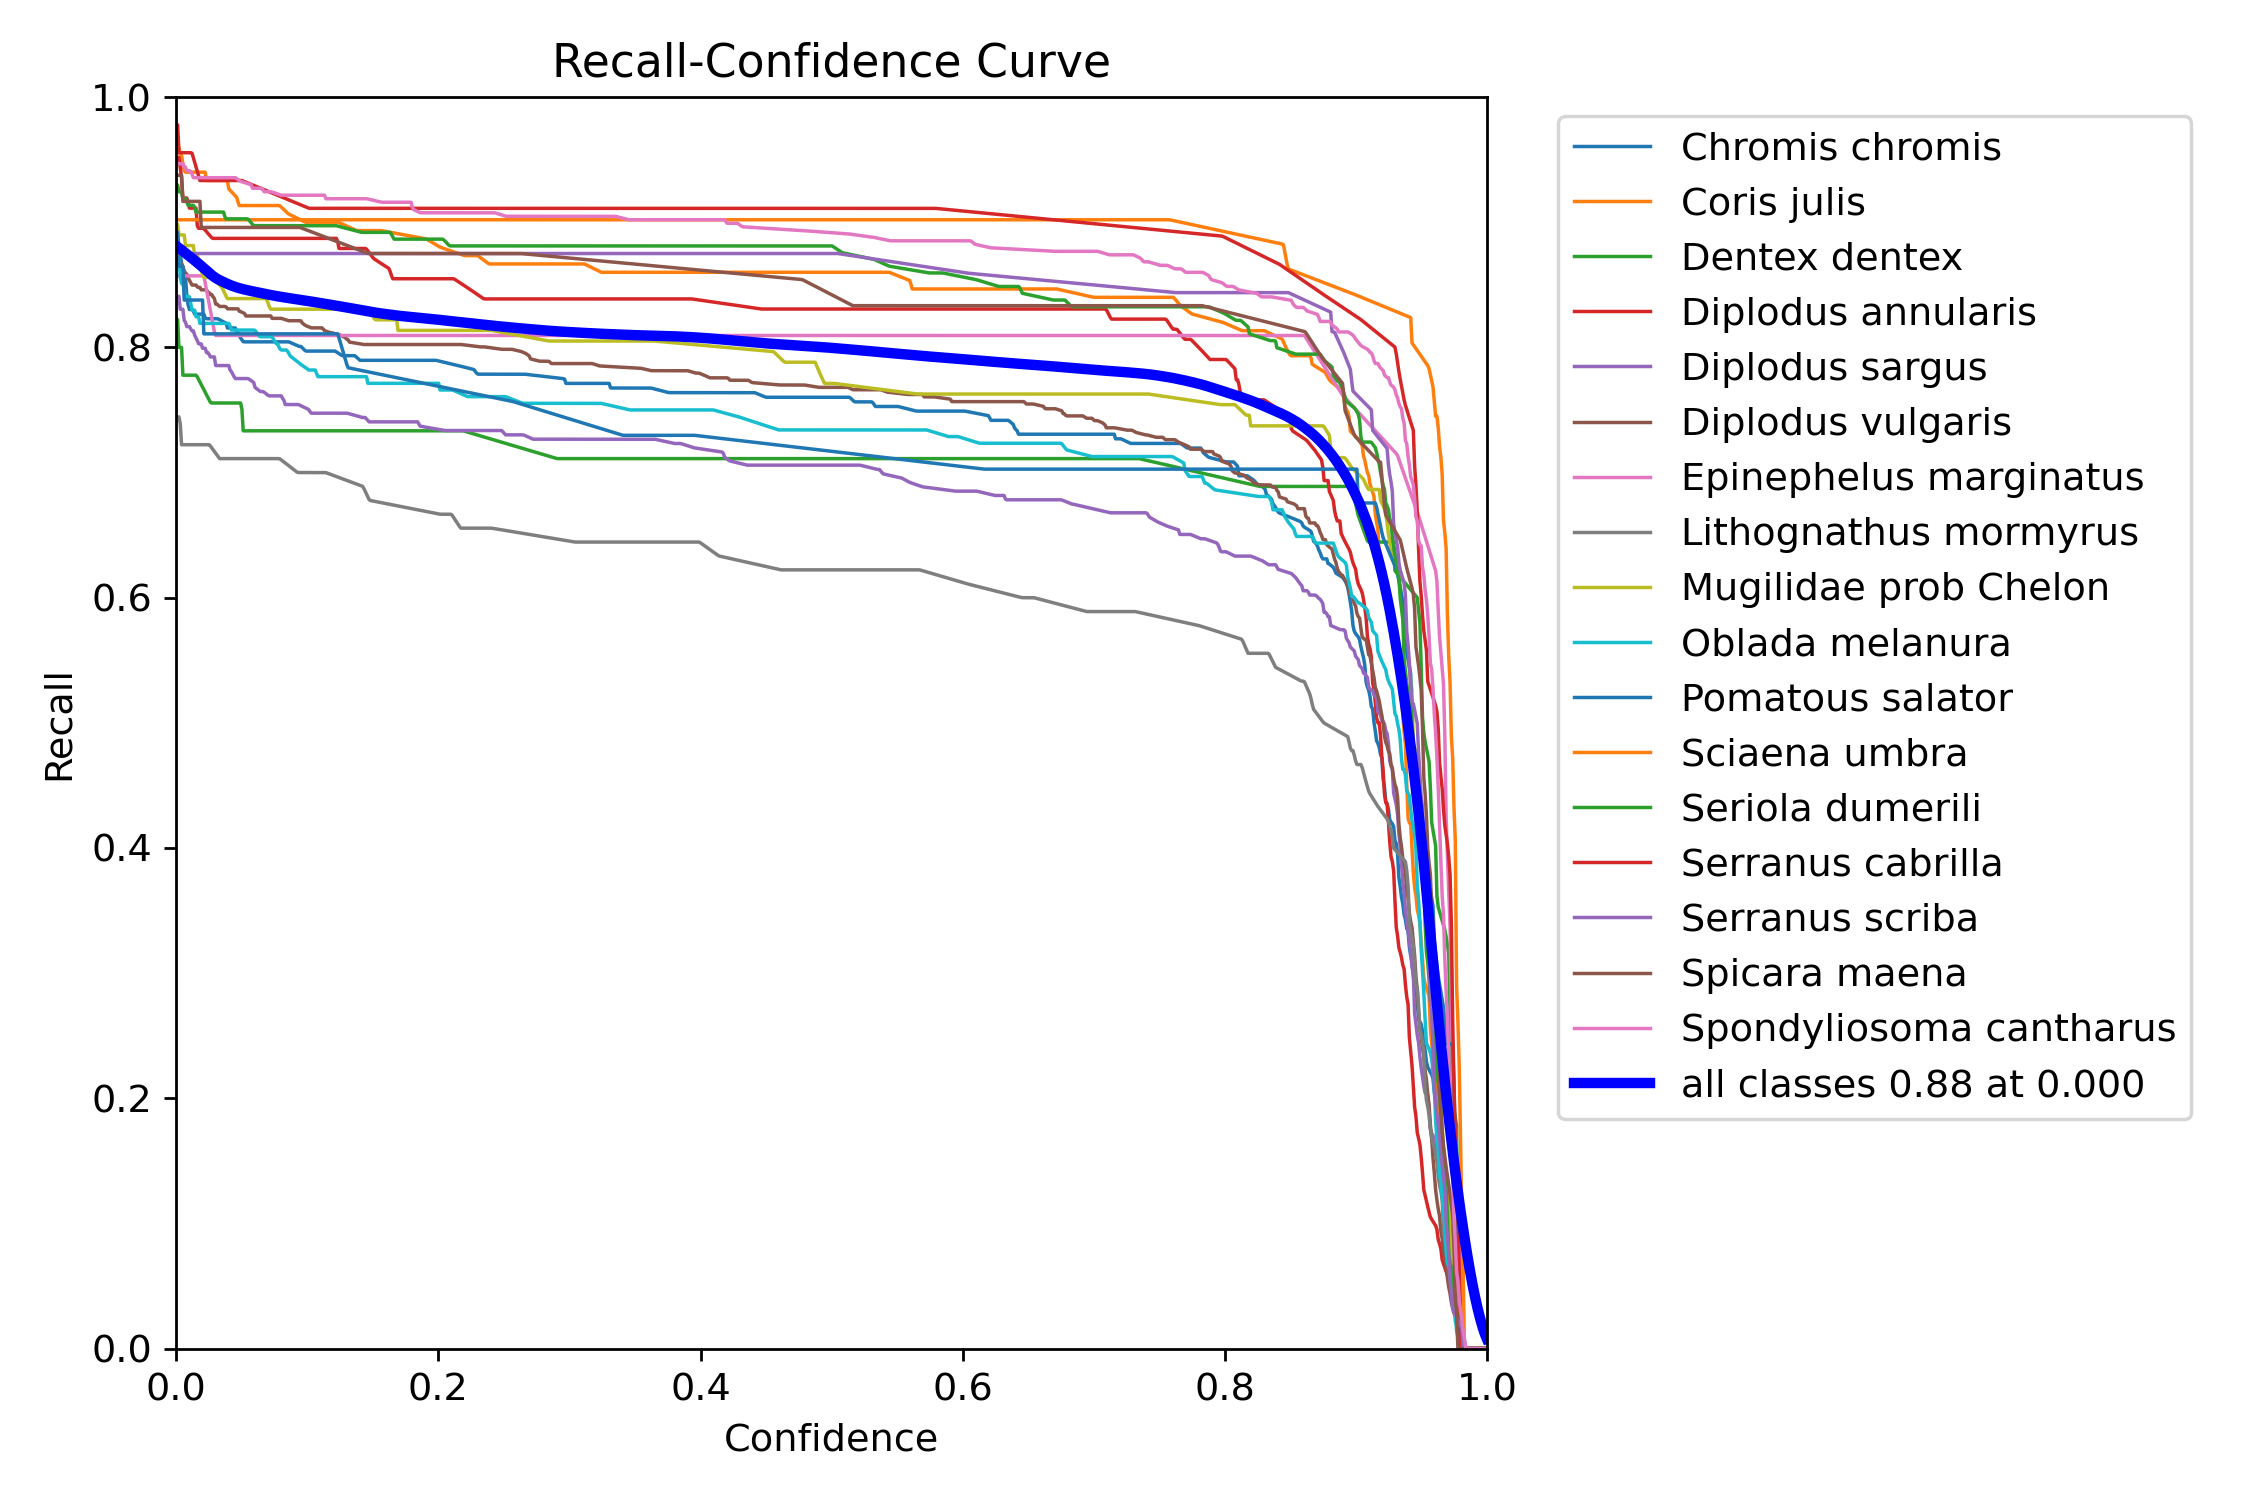 Recall-Confidence Curve
1.0
0.8
0.6
0.4
0.2
0.0
Recall
0.0 0.2 0.4 0.6 0.8 1.0
Confidence
Chromis chromis
Coris julis
Dentex dentex
Diplodus annularis
Diplodus sargus
Diplodus vulgaris
Epinephelus marginatus
Lithognathus mormyrus
Mugilidae prob Chelon
Oblada melanura
Pomatous salator
Sciaena umbra
Seriola dumerili
Serranus cabrilla
Serranus scriba
Spicara maena
Spondyliosoma cantharus
all classes 0.88 at 0.000